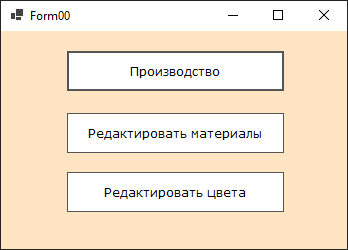 Form00
Производство
Редактировать материалы
Редактировать цвета